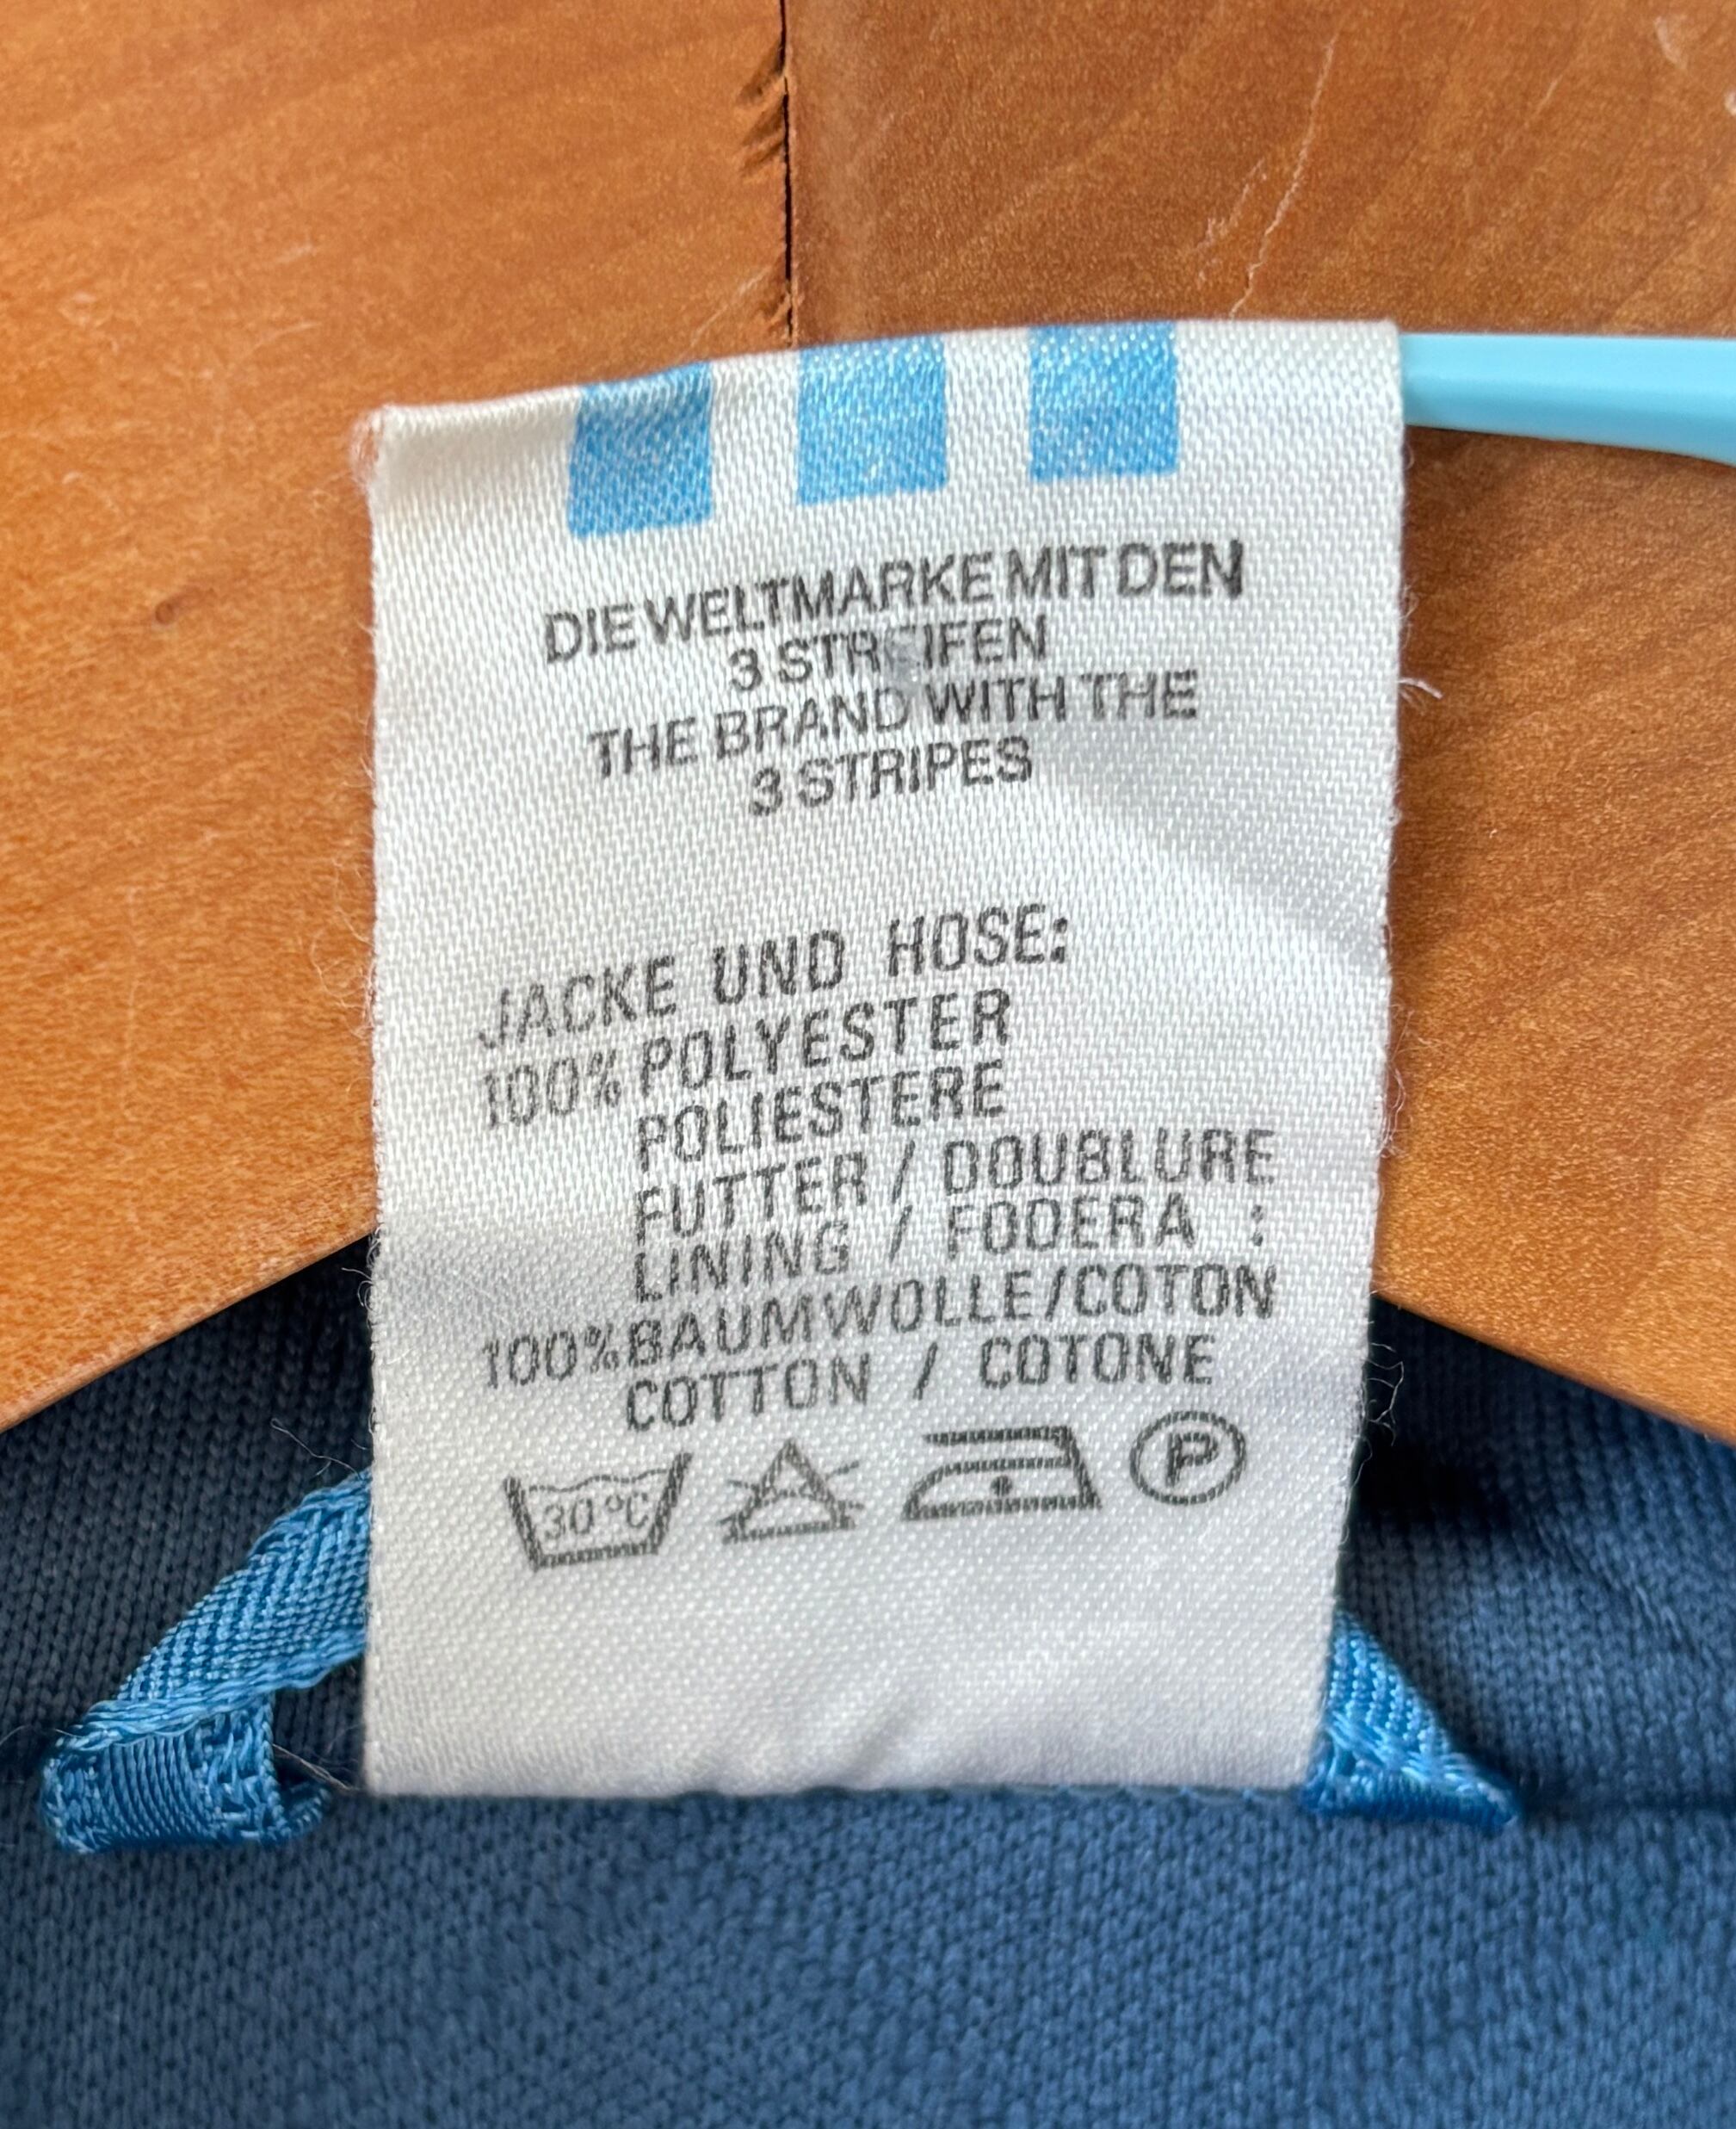 DIE WELTMARKE MIT DEN
3 STREIFEN
THE BRAND WITH THE
3 STRIPES
JACKE UND HOSE:
100% POLYESTER
POLIESTERE
FUTTER / DOUBLURE
LINING / FODERA :
100% BAUMWOLLE/COTON
COTTON / COTONE
30°C P